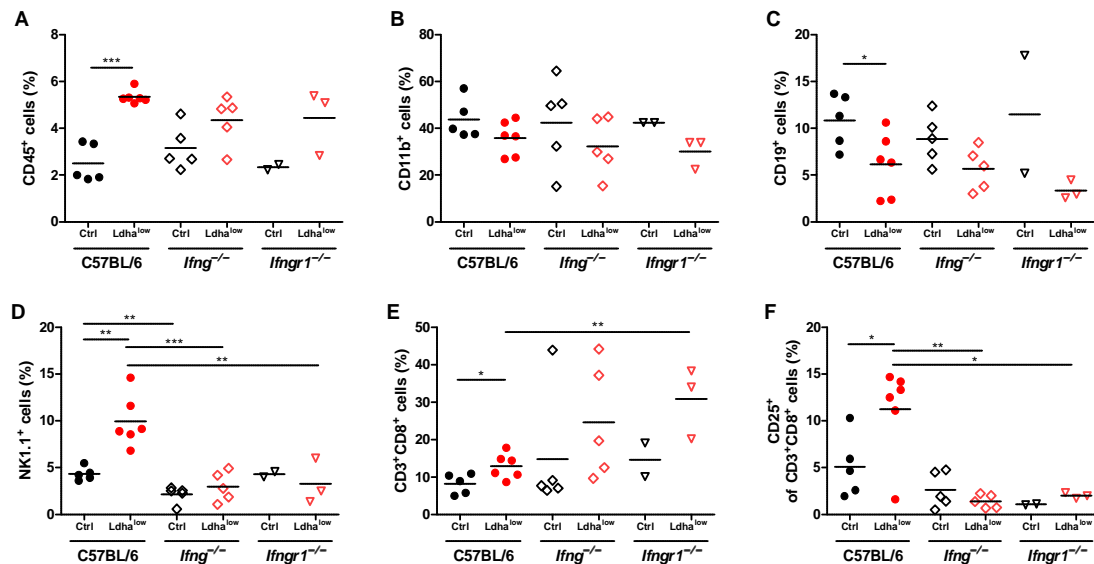 A
CD45⁺ cells (%)
8
6
4
2
0
***
Ctrl Ldha^low Ctrl Ldha^low Ctrl Ldha^low
C57BL/6 Ifng⁻/⁻ Ifngr1⁻/⁻
B
CD11b⁺ cells (%)
80
60
40
20
0
Ctrl Ldha^low Ctrl Ldha^low Ctrl Ldha^low
C57BL/6 Ifng⁻/⁻ Ifngr1⁻/⁻
C
CD19⁺ cells (%)
20
15
10
5
0
*
Ctrl Ldha^low Ctrl Ldha^low Ctrl Ldha^low
C57BL/6 Ifng⁻/⁻ Ifngr1⁻/⁻
D
NK1.1⁺ cells (%)
20
15
10
5
0
**
**
***
**
Ctrl Ldha^low Ctrl Ldha^low Ctrl Ldha^low
C57BL/6 Ifng⁻/⁻ Ifngr1⁻/⁻
E
CD3⁺CD8⁺ cells (%)
50
40
30
20
10
0
**
*
Ctrl Ldha^low Ctrl Ldha^low Ctrl Ldha^low
C57BL/6 Ifng⁻/⁻ Ifngr1⁻/⁻
F
CD25⁺
of CD3⁺CD8⁺ cells (%)
20
15
10
5
0
*
**
*
Ctrl Ldha^low Ctrl Ldha^low Ctrl Ldha^low
C57BL/6 Ifng⁻/⁻ Ifngr1⁻/⁻